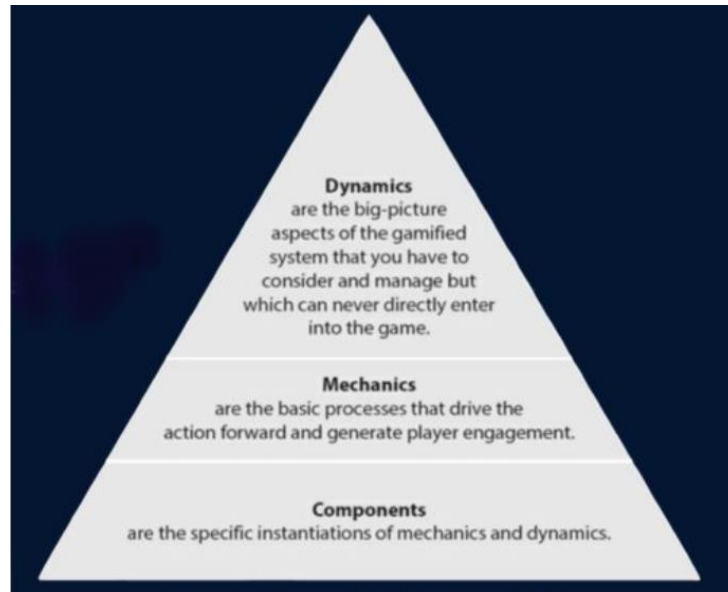 Dynamics
are the big-picture
aspects of the gamified
system that you have to
consider and manage but
which can never directly enter
into the game.
Mechanics
are the basic processes that drive the
action forward and generate player engagement.
Components
are the specific instantiations of mechanics and dynamics.